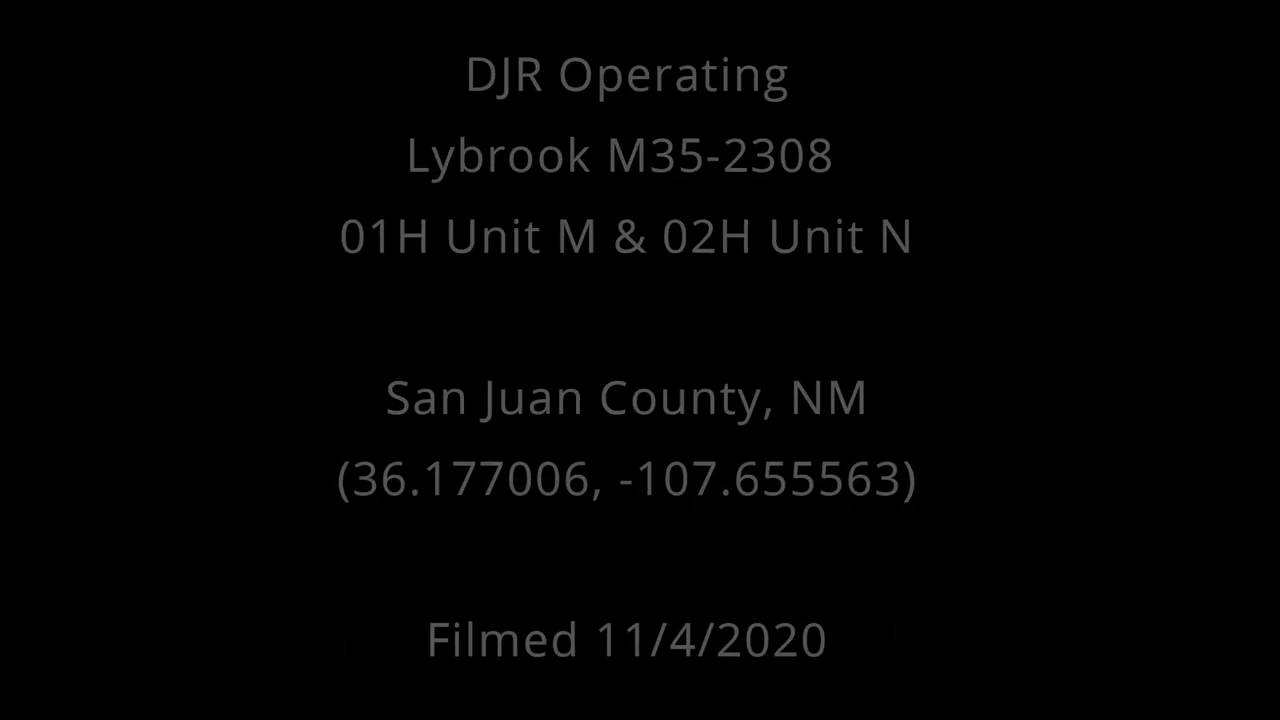 DJR Operating
Lybrook M35-2308
01H Unit M & 02H Unit N
San Juan County, NM
(36.177006, -107.655563)
Filmed 11/4/2020